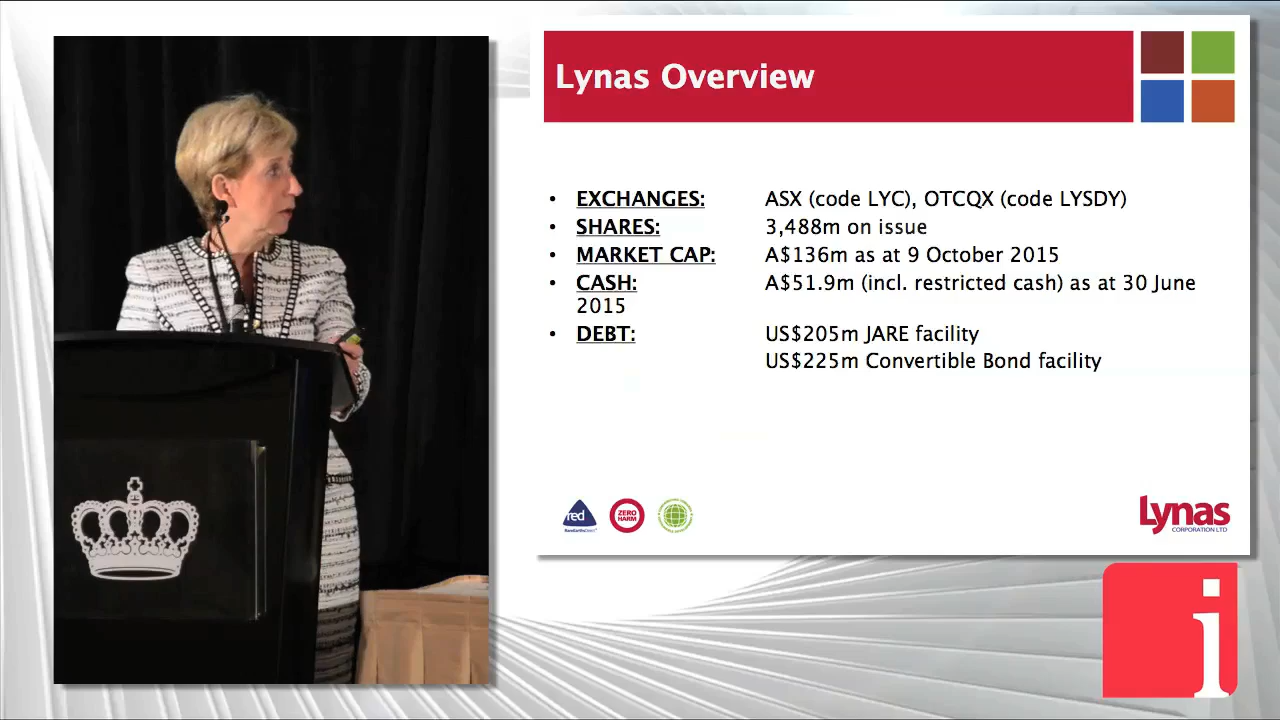 Lynas Overview
• EXCHANGES: ASX (code LYC), OTCQX (code LYSDY)
• SHARES: 3,488m on issue
• MARKET CAP: A$136m as at 9 October 2015
• CASH: A$51.9m (incl. restricted cash) as at 30 June
2015
• DEBT: US$205m JARE facility
US$225m Convertible Bond facility
red
ZERO
HARM
Lynas
CORPORATION LTD
i